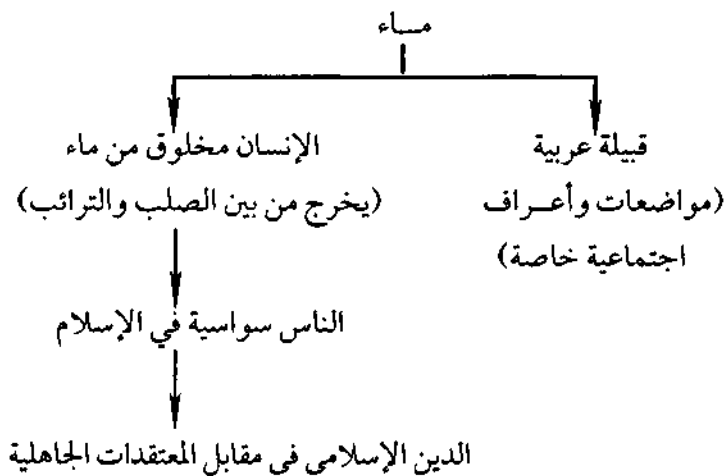 مـاء
قبيلة عربية
(مواضعات وأعـراف
اجتماعية خاصة)
الإنسان مخلوق من ماء
(يخرج من بين الصلب والترائب)
الناس سواسية في الإسلام
الدين الإسلامي في مقابل المعتقدات الجاهلية